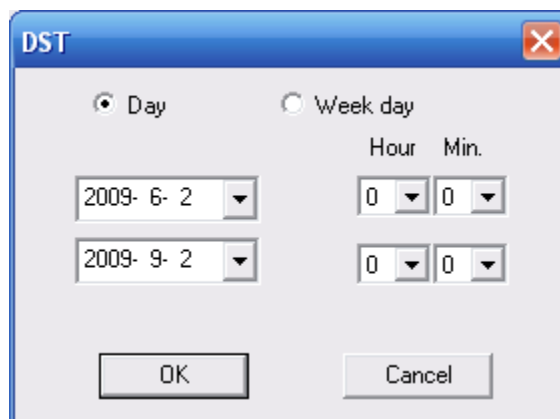 DST
Day Week day
Hour Min.
2009- 6- 2 0 0
2009- 9- 2 0 0
OK Cancel